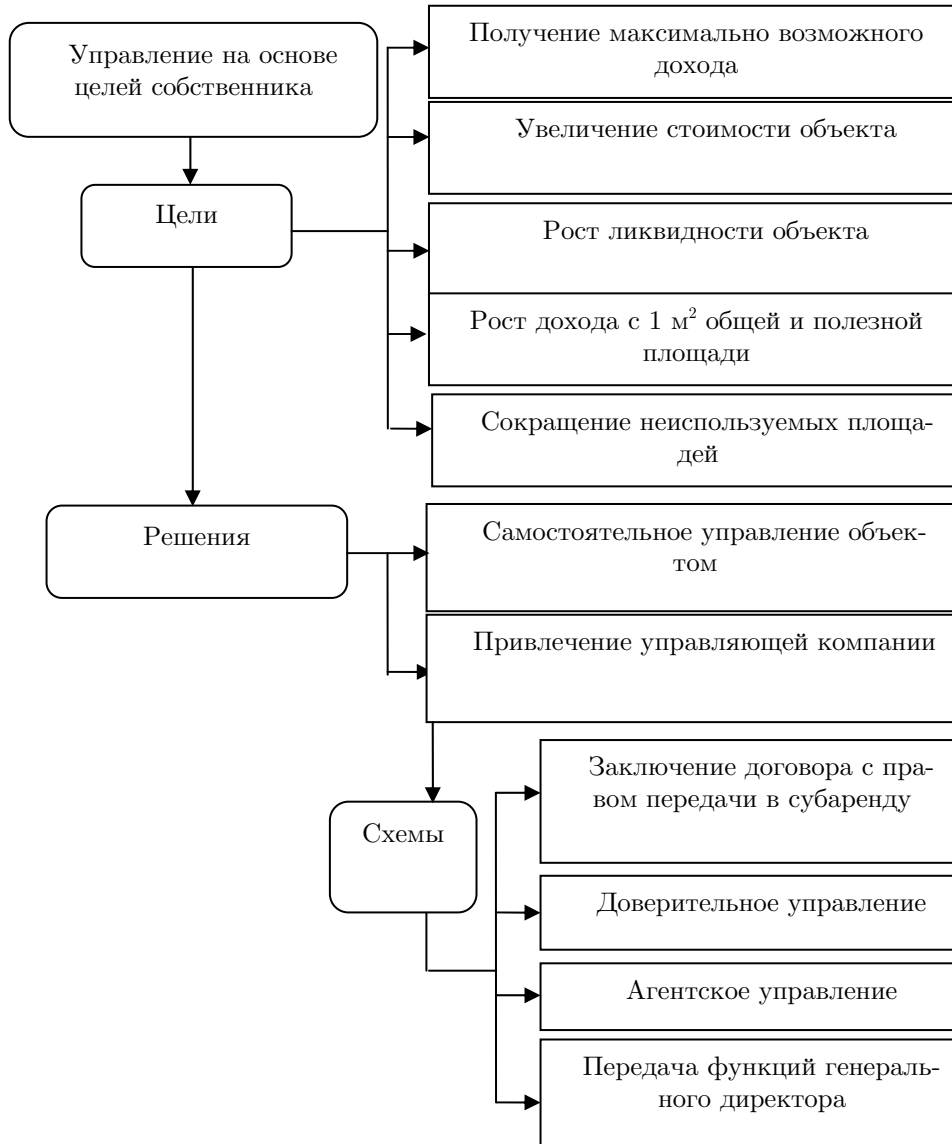 Управление на основе
целей собственника
Цели
Получение максимально возможного
дохода
Увеличение стоимости объекта
Рост ликвидности объекта
Рост дохода с 1 м² общей и полезной
площади
Сокращение неиспользуемых площа-
дей
Решения
Самостоятельное управление объек-
том
Привлечение управляющей компании
Схемы
Заключение договора с пра-
вом передачи в субаренду
Доверительное управление
Агентское управление
Передача функций генераль-
ного директора